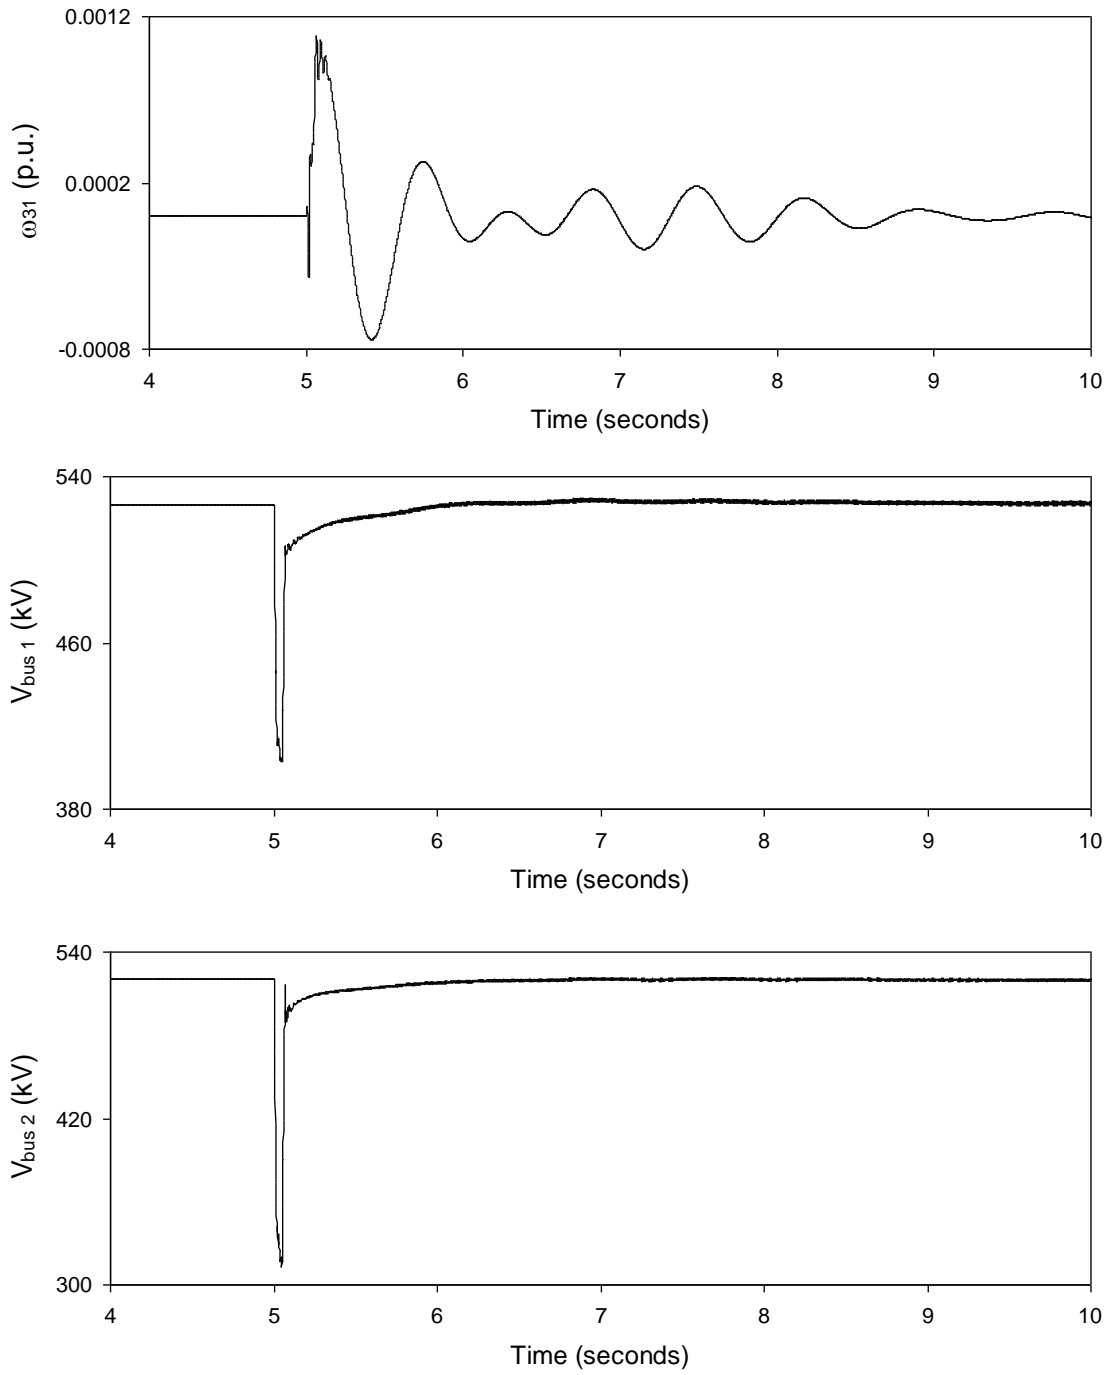 0.0012
0.0002
-0.0008
ω31 (p.u.)
4 5 6 7 8 9 10
Time (seconds)
540
460
380
Vbus 1 (kV)
4 5 6 7 8 9 10
Time (seconds)
540
420
300
Vbus 2 (kV)
4 5 6 7 8 9 10
Time (seconds)